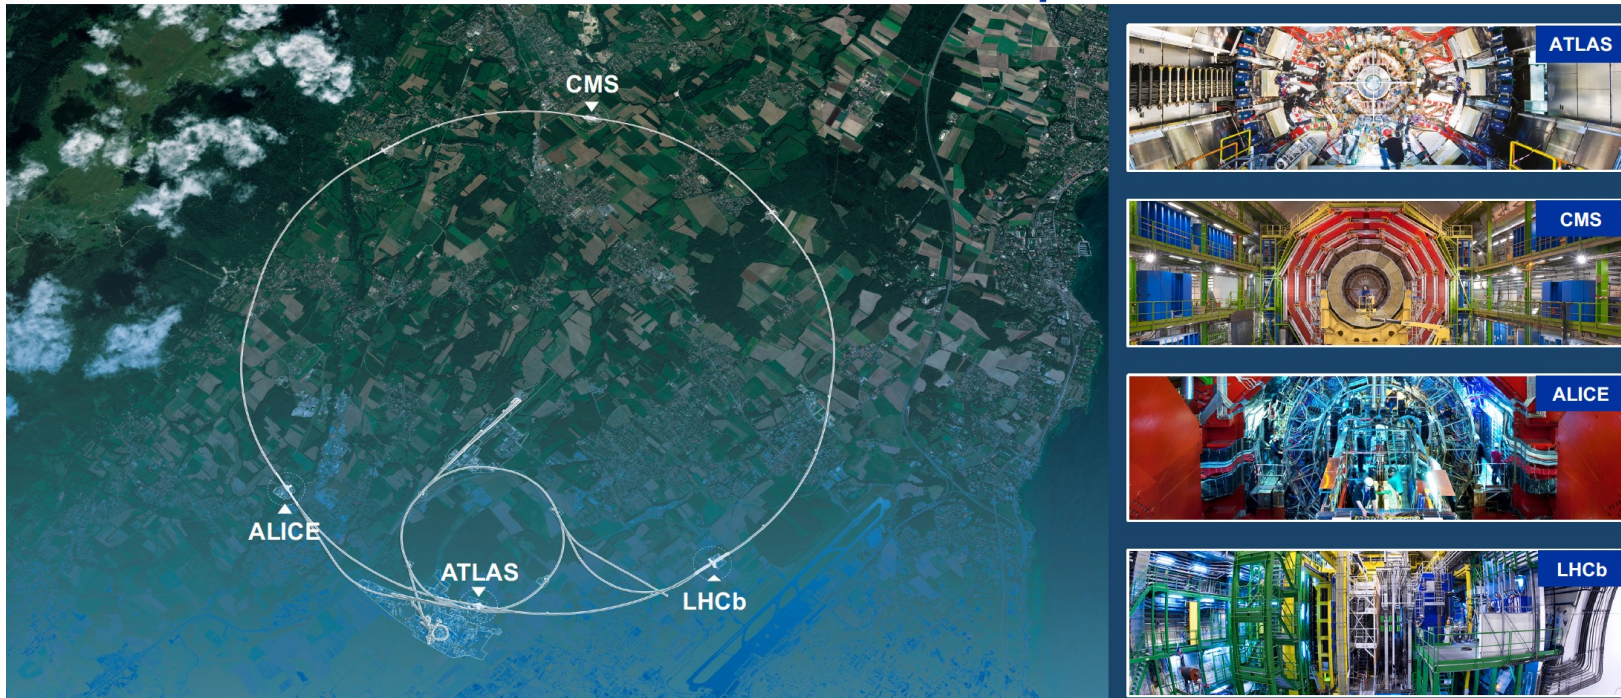 CMS
ALICE
ATLAS
LHCb
ATLAS
CMS
ALICE
LHCb